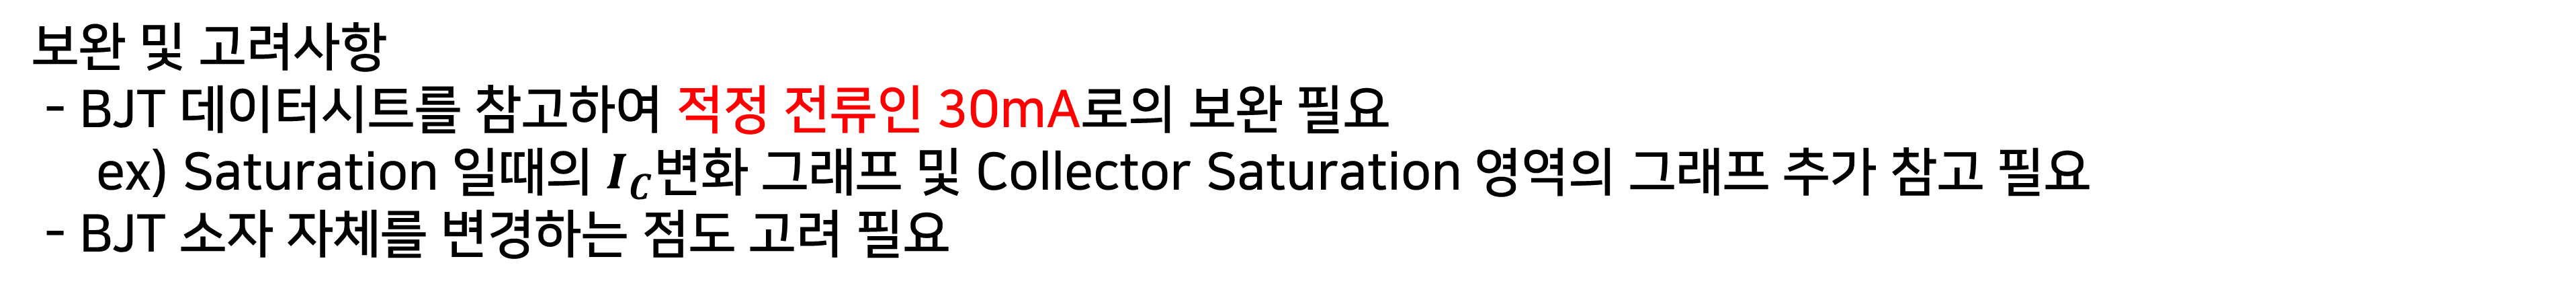 보완 및 고려사항
- BJT 데이터시트를 참고하여 적정 전류인 30mA로의 보완 필요
ex) Saturation 일때의 I_C변화 그래프 및 Collector Saturation 영역의 그래프 추가 참고 필요
- BJT 소자 자체를 변경하는 점도 고려 필요